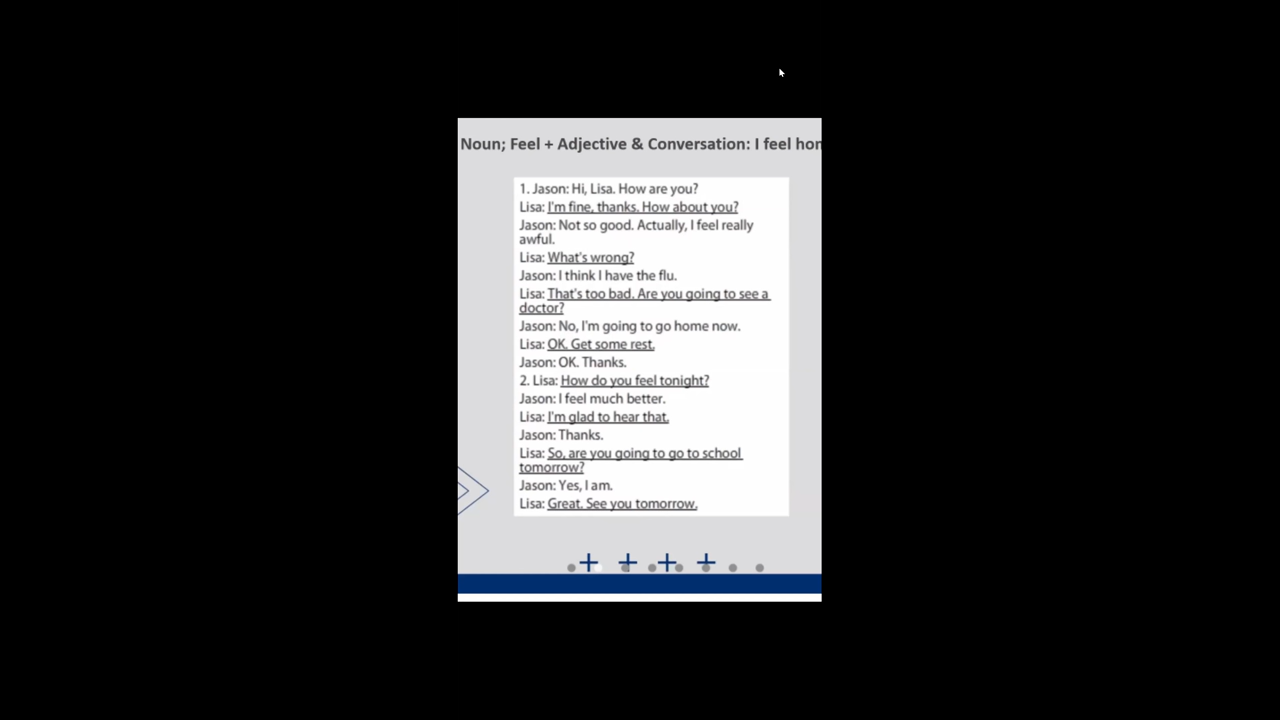 Noun; Feel + Adjective & Conversation: I feel hom
1. Jason: Hi, Lisa. How are you?
Lisa: I'm fine, thanks. How about you?
Jason: Not so good. Actually, I feel really
awful.
Lisa: What's wrong?
Jason: I think I have the flu.
Lisa: That's too bad. Are you going to see a
doctor?
Jason: No, I'm going to go home now.
Lisa: OK. Get some rest.
Jason: OK. Thanks.
2. Lisa: How do you feel tonight?
Jason: I feel much better.
Lisa: I'm glad to hear that.
Jason: Thanks.
Lisa: So, are you going to go to school
tomorrow?
Jason: Yes, I am.
Lisa: Great. See you tomorrow.